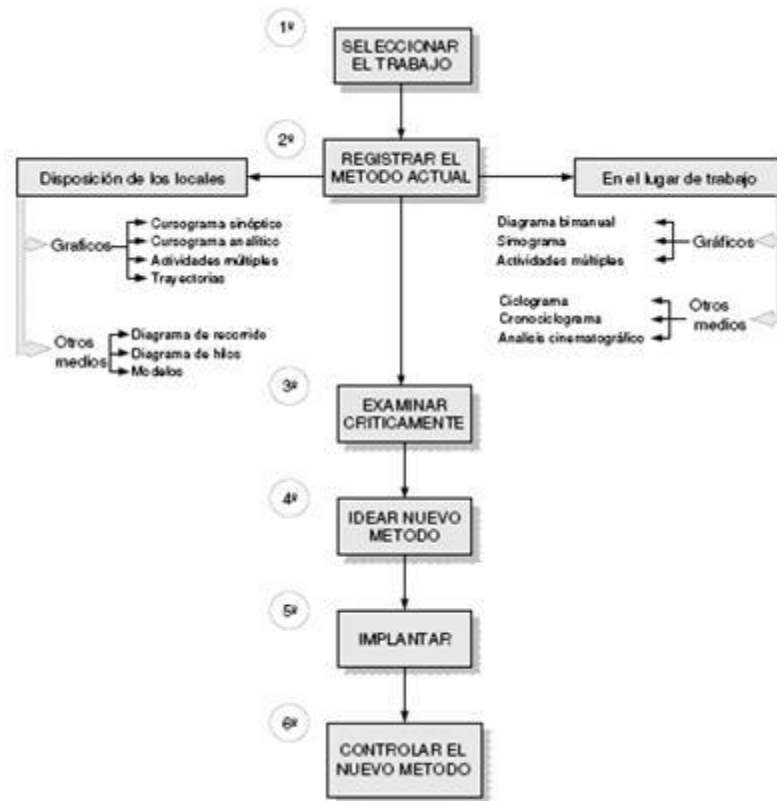 1º
SELECCIONAR
EL TRABAJO
2º
REGISTRAR EL
METODO ACTUAL
Disposición de los locales
Graficos
Cursograma sinóptico
Cursograma analítico
Actividades múltiples
Trayectorias
Otros
medios
Diagrama de recorrido
Diagrama de hilos
Modelos
En el lugar de trabajo
Diagrama bimanual
Simograma
Actividades múltiples
Gráficos
Ciclograma
Cronociclograma
Analisis cinematográfico
Otros
medios
3º
EXAMINAR
CRITICAMENTE
4º
IDEAR NUEVO
METODO
5º
IMPLANTAR
6º
CONTROLAR EL
NUEVO METODO